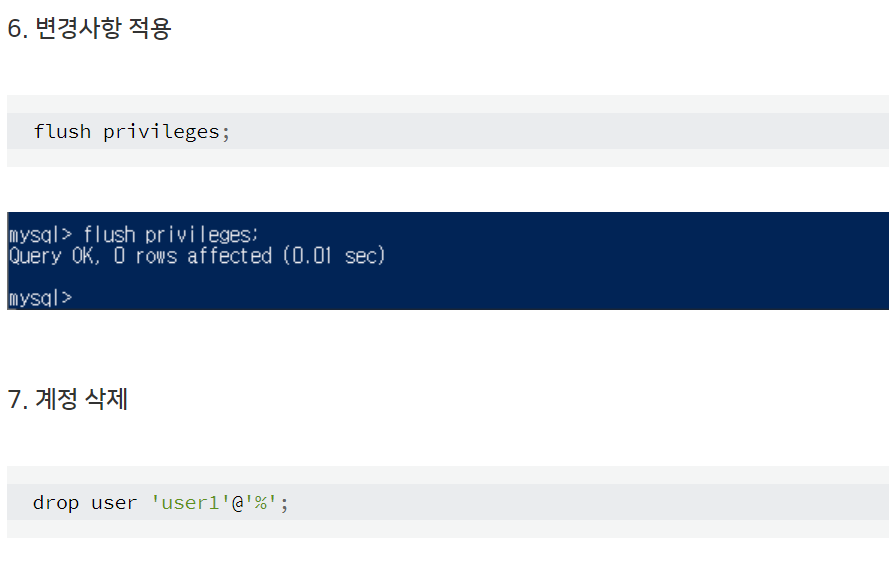 6. 변경사항 적용
flush privileges;
mysql> flush privileges;
Query OK, 0 rows affected (0.01 sec)
mysql>
7. 계정 삭제
drop user 'user1'@'%';